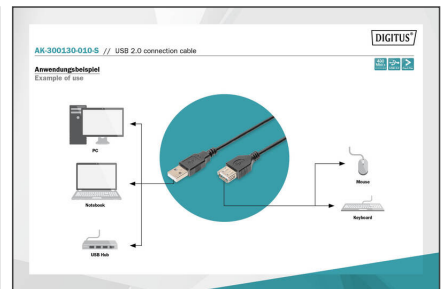 DIGITUS®
AK-300130-010-S // USB 2.0 connection cable
Anwendungsbeispiel
Example of use
PC
Notebook
USB Hub
Mouse
Keyboard